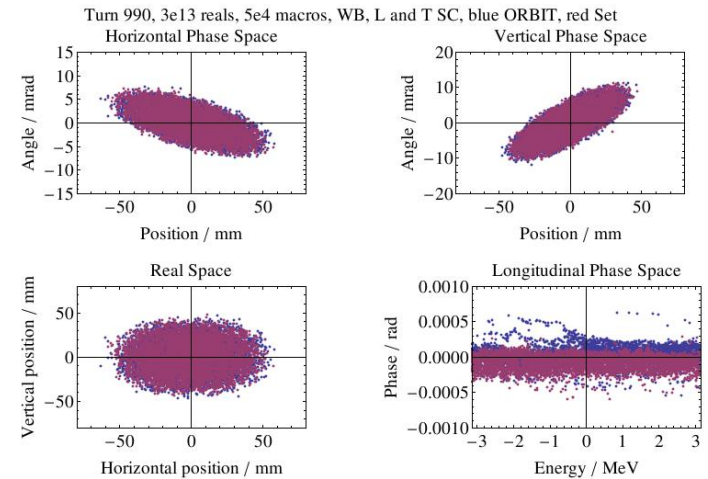 Turn 990, 3e13 reals, 5e4 macros, WB, L and T SC, blue ORBIT, red Set
Horizontal Phase Space
Vertical Phase Space
Angle / mrad
15
10
5
0
−5
−10
−15
−50 0 50
Position / mm
Angle / mrad
20
10
0
−10
−20
−50 0 50
Position / mm
Real Space
Longitudinal Phase Space
Vertical position / mm
50
0
−50
−50 0 50
Horizontal position / mm
Phase / rad
0.0010
0.0005
0.0000
−0.0005
−0.0010
−3 −2 −1 0 1 2 3
Energy / MeV